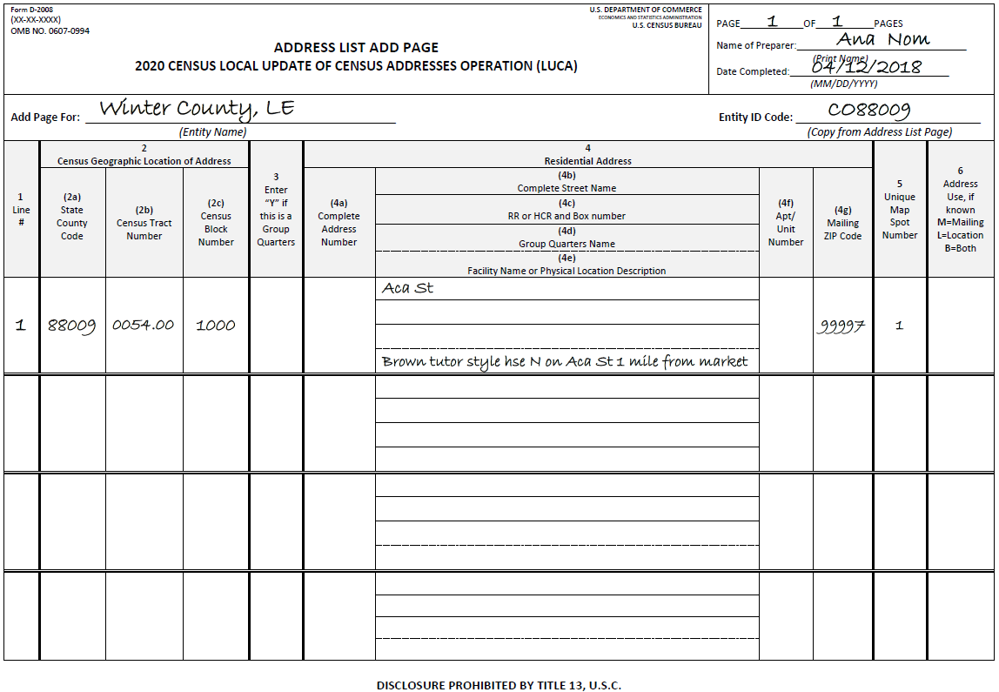 Form D-2008
(XX-XX-XXXX)
OMB NO. 0607-0994
U.S. DEPARTMENT OF COMMERCE
ECONOMICS AND STATISTICS ADMINISTRATION
U.S. CENSUS BUREAU
ADDRESS LIST ADD PAGE
2020 CENSUS LOCAL UPDATE OF CENSUS ADDRESSES OPERATION (LUCA)
PAGE 1 OF 1 PAGES
Name of Preparer: Ana Nom
(Print Name)
Date Completed: 04/12/2018
(MM/DD/YYYY)
Add Page For: Winter County, LE
(Entity Name)
Entity ID Code: CO88009
(Copy from Address List Page)
1
Line
#
2
Census Geographic Location of Address
(2a)
State
County
Code
(2b)
Census Tract
Number
(2c)
Census
Block
Number
3
Enter
“Y” if
this is a
Group
Quarters
4
Residential Address
(4a)
Complete
Address
Number
(4b)
Complete Street Name
(4c)
RR or HCR and Box number
(4d)
Group Quarters Name
(4e)
Facility Name or Physical Location Description
(4f)
Apt/
Unit
Number
(4g)
Mailing
ZIP Code
5
Unique
Map
Spot
Number
6
Address
Use, if
known
M=Mailing
L=Location
B=Both
Aca St
1 88009 0054.00 1000 99997 1
Brown tutor style hse N on Aca St 1 mile from market
DISCLOSURE PROHIBITED BY TITLE 13, U.S.C.